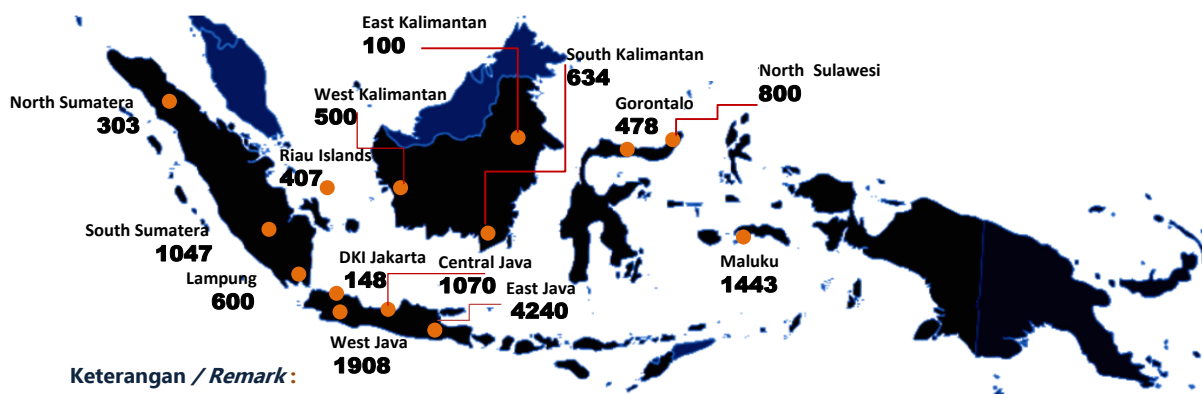 East Kalimantan
100
South Kalimantan
634
North Sulawesi
800
North Sumatera
303
West Kalimantan
500
Gorontalo
478
Riau Islands
407
South Sumatera
1047
Lampung
600
DKI Jakarta
148
Central Java
1070
East Java
4240
Maluku
1443
West Java
1908
Keterangan / Remark :